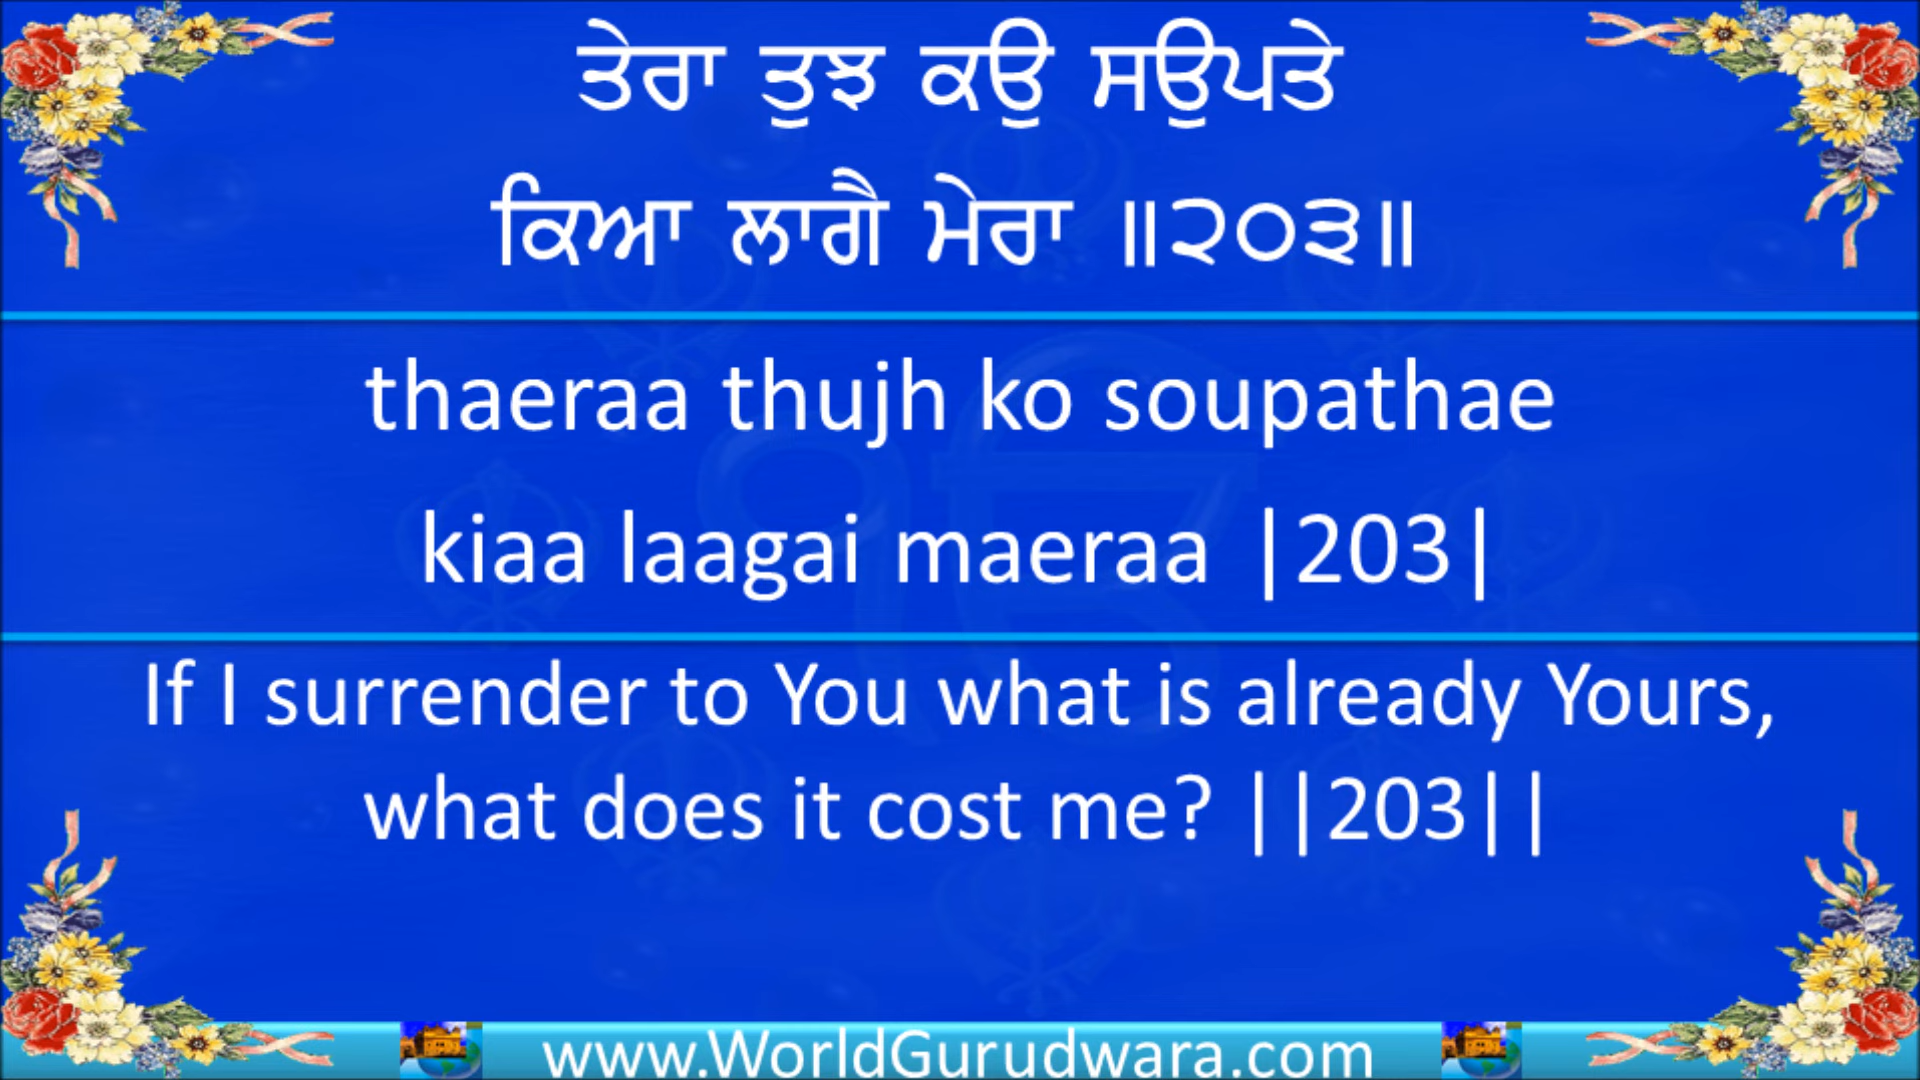 ਤੇਰਾ ਤੁਝ ਕਉ ਸਉਪਤੇ
ਕਿਆ ਲਾਗੈ ਮੇਰਾ ॥੨੦੩॥
thaeraa thujh ko soupathae
kiaa laagai maeraa |203|
If I surrender to You what is already Yours,
what does it cost me? ||203||
www.WorldGurudwara.com